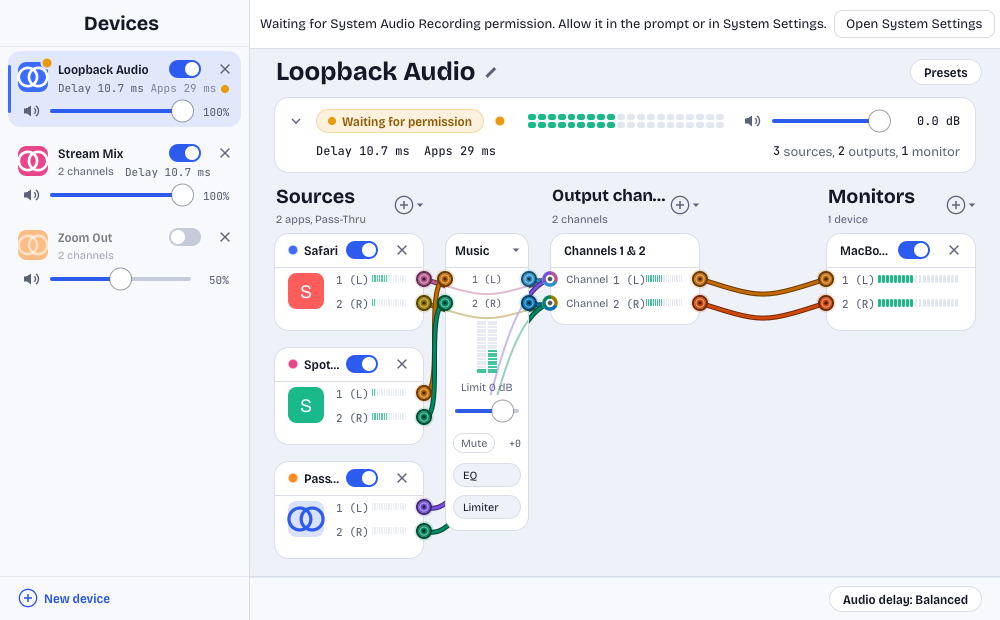 Devices
Waiting for System Audio Recording permission. Allow it in the prompt or in System Settings.
Open System Settings
Loopback Audio
Delay 10.7 ms Apps 29 ms
100%
Stream Mix
2 channels Delay 10.7 ms
100%
Zoom Out
2 channels
50%
New device
Loopback Audio
Presets
Waiting for permission
0.0 dB
Delay 10.7 ms Apps 29 ms
3 sources, 2 outputs, 1 monitor
Sources
2 apps, Pass-Thru
Output chan...
2 channels
Monitors
1 device
Safari
S
1 (L)
2 (R)
Spot...
S
1 (L)
2 (R)
Pass...
1 (L)
2 (R)
Music
1 (L)
2 (R)
Limit 0 dB
Mute +0
EQ
Limiter
Channels 1 & 2
Channel 1 (L)
Channel 2 (R)
MacBo...
1 (L)
2 (R)
Audio delay: Balanced